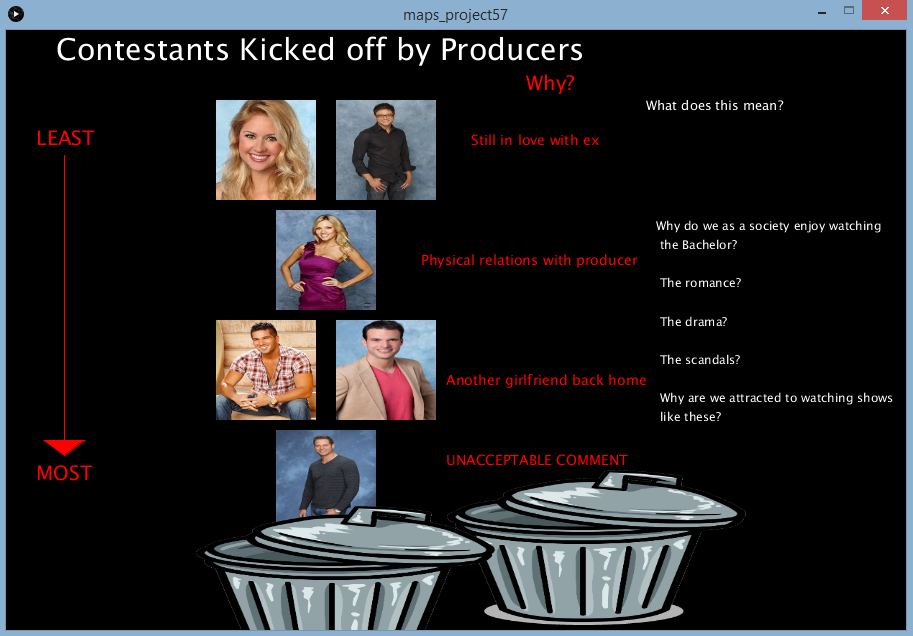 maps_project57
Contestants Kicked off by Producers
Why?
What does this mean?
LEAST
Still in love with ex
Why do we as a society enjoy watching
the Bachelor?
Physical relations with producer
The romance?
The drama?
The scandals?
Another girlfriend back home
Why are we attracted to watching shows
like these?
UNACCEPTABLE COMMENT
MOST